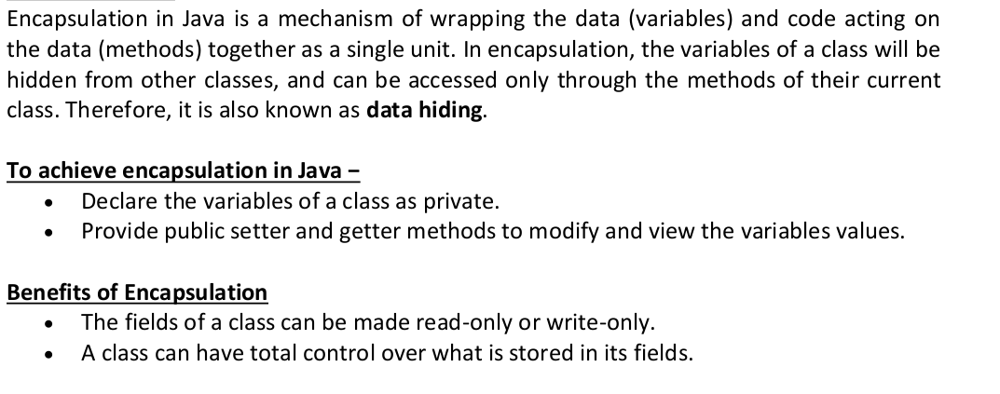 Encapsulation in Java is a mechanism of wrapping the data (variables) and code acting on
the data (methods) together as a single unit. In encapsulation, the variables of a class will be
hidden from other classes, and can be accessed only through the methods of their current
class. Therefore, it is also known as data hiding.
To achieve encapsulation in Java –
• Declare the variables of a class as private.
• Provide public setter and getter methods to modify and view the variables values.
Benefits of Encapsulation
• The fields of a class can be made read-only or write-only.
• A class can have total control over what is stored in its fields.